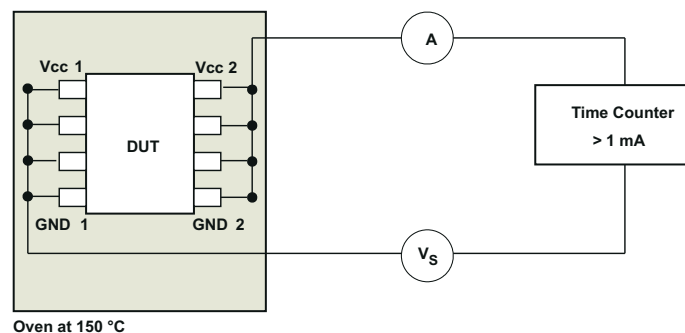 A
Vcc 1
Vcc 2
Time Counter
> 1 mA
DUT
GND 1
GND 2
VS
Oven at 150 °C